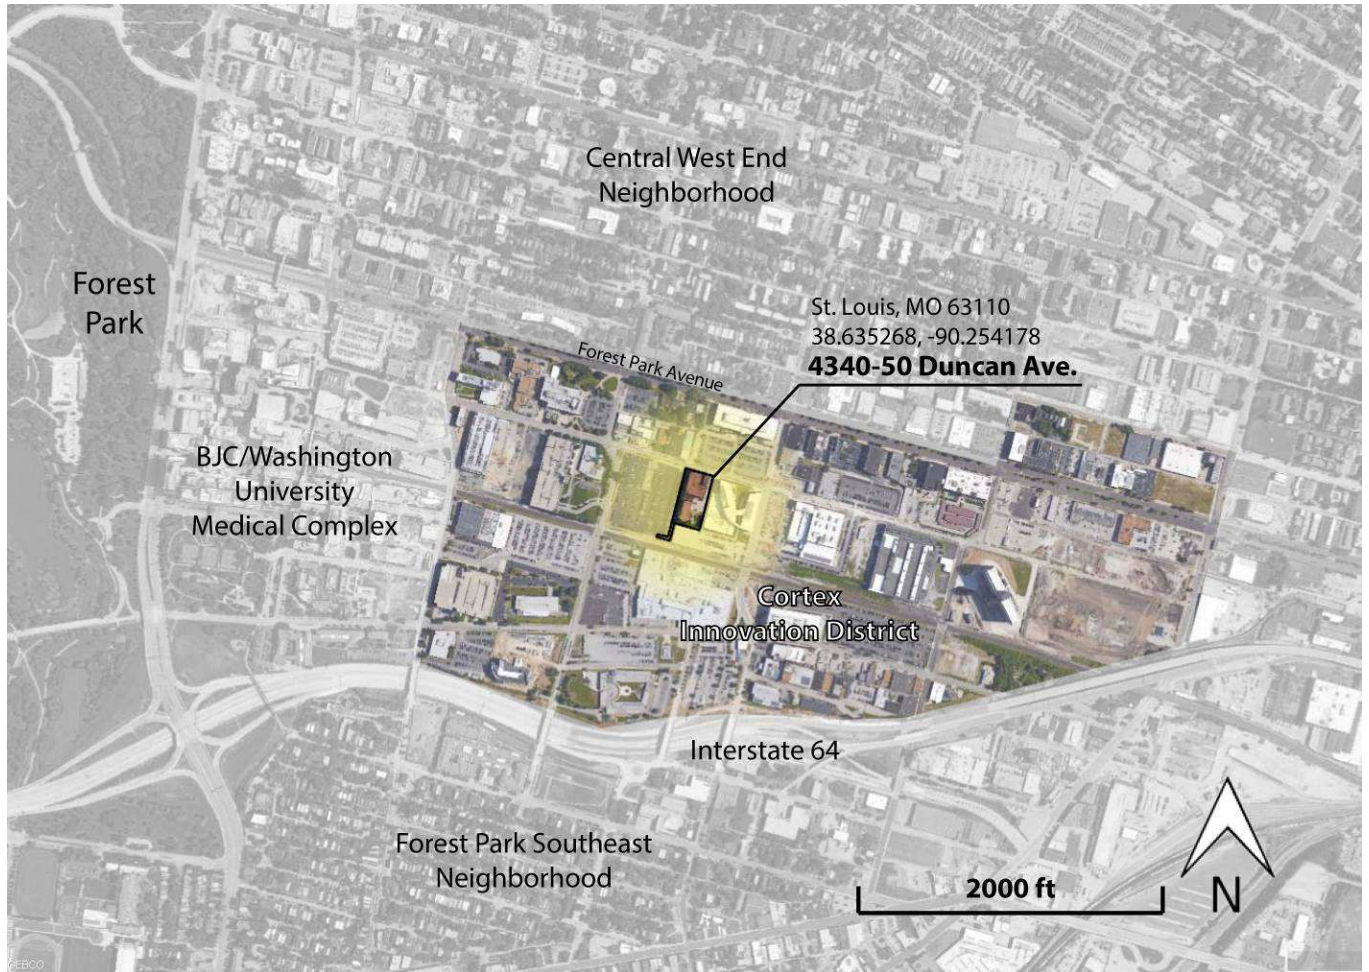 Central West End
Neighborhood
Forest
Park
St. Louis, MO 63110
38.635268, -90.254178
4340-50 Duncan Ave.
Forest Park Avenue
BJC/Washington
University
Medical Complex
Cortex
Innovation District
Interstate 64
Forest Park Southeast
Neighborhood
2000 ft
N
GEBCO